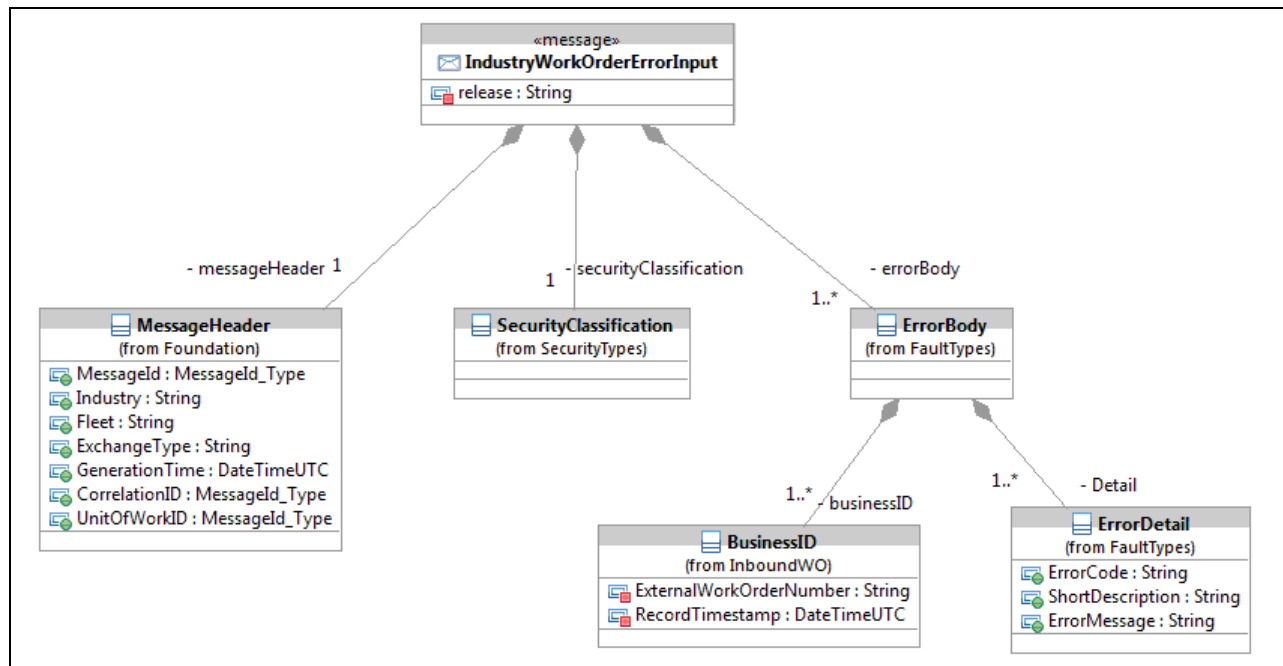 «message»
IndustryWorkOrderErrorInput
release : String
- messageHeader 1
1 - securityClassification
- errorBody
1..*
MessageHeader
(from Foundation)
MessageId : MessageId_Type
Industry : String
Fleet : String
ExchangeType : String
GenerationTime : DateTimeUTC
CorrelationID : MessageId_Type
UnitOfWorkID : MessageId_Type
SecurityClassification
(from SecurityTypes)
ErrorBody
(from FaultTypes)
1..* - businessID
1..* - Detail
BusinessID
(from InboundWO)
ExternalWorkOrderNumber : String
RecordTimestamp : DateTimeUTC
ErrorDetail
(from FaultTypes)
ErrorCode : String
ShortDescription : String
ErrorMessage : String